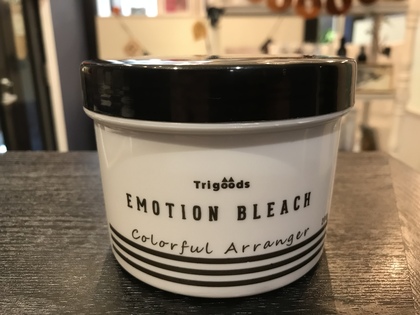 Trigoods
EMOTION BLEACH
Colorful Arranger